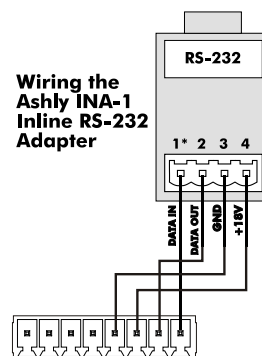 RS-232
Wiring the
Ashly INA-1
Inline RS-232
Adapter
1* 2 3 4
DATA IN
DATA OUT
GND
+18V